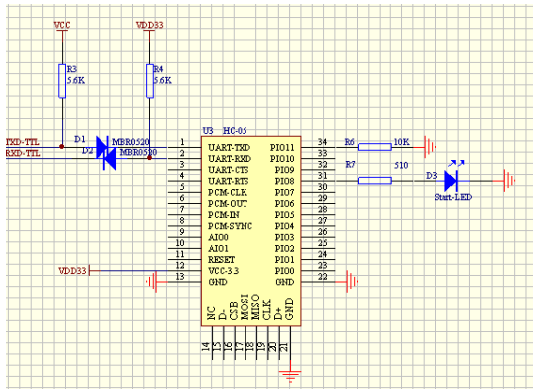 VCC VDD33
R3 R4
5.6K 5.6K
U3 HC-05
TXD-TTL D1 MBR0520
RXD-TTL D2 MBR0520
1 UART-TXD PIO11 34 R6 10K
2 UART-RXD PIO10 33
3 UART-CTS PIO9 32 R7 510
4 UART-RTS PIO8 31 D3
5 PCM-CLK PIO7 30
6 PCM-OUT PIO6 29 Start-LED
7 PCM-IN PIO5 28
8 PCM-SYNC PIO4 27
9 AIO0 PIO3 26
10 AIO1 PIO2 25
11 RESET PIO1 24
VDD33 12 VCC-3.3 PIO0 23
13 GND GND 22
NC D- CSB MOSI MISO CLK D+ GND
14 15 16 17 18 19 20 21